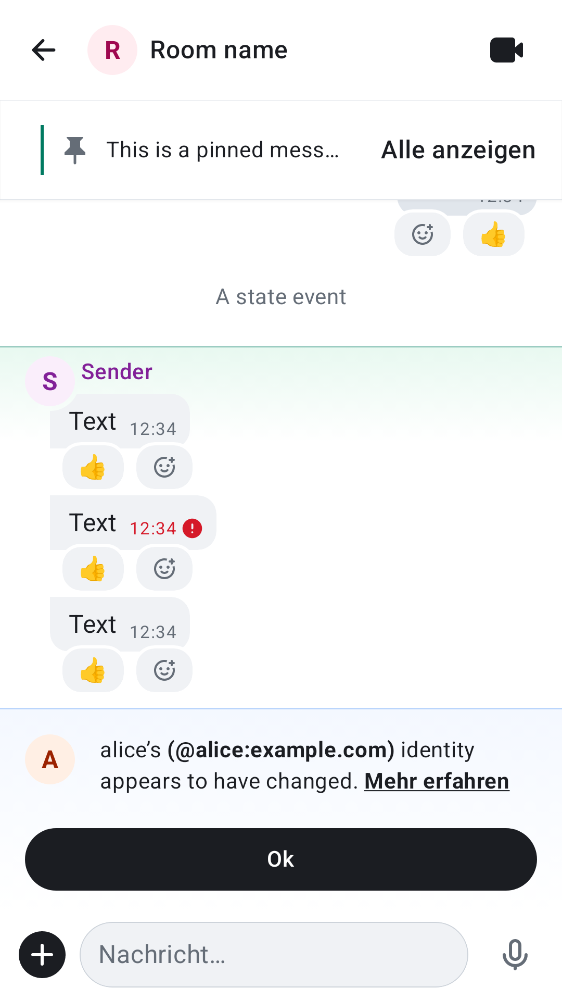 R Room name
This is a pinned mess… Alle anzeigen
A state event
S Sender
Text 12:34
Text 12:34
Text 12:34
A alice’s (@alice:example.com) identity
appears to have changed. Mehr erfahren
Ok
Nachricht…